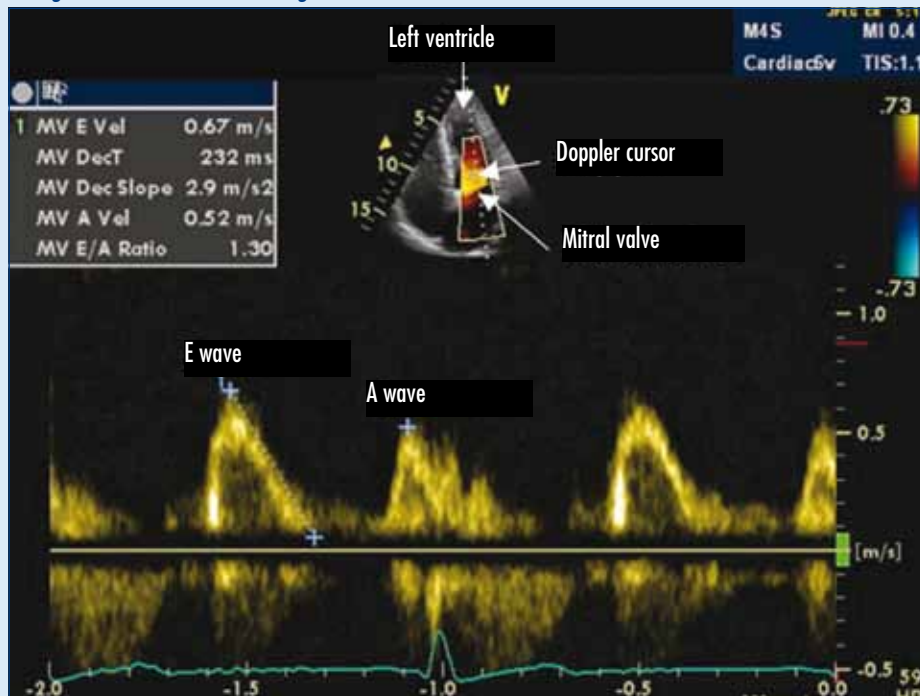 Left ventricle
M4S MI 0.4
Cardiac6v TIS:1.1
V
.73
1 MV E Vel 0.67 m/s
MV DecT 232 ms
MV Dec Slope 2.9 m/s2
MV A Vel 0.52 m/s
MV E/A Ratio 1.30
5
10
15
Doppler cursor
Mitral valve
-.73
1.0
E wave
A wave
0.5
[m/s]
-0.5
-2.0 -1.5 -1.0 -0.5 0.0